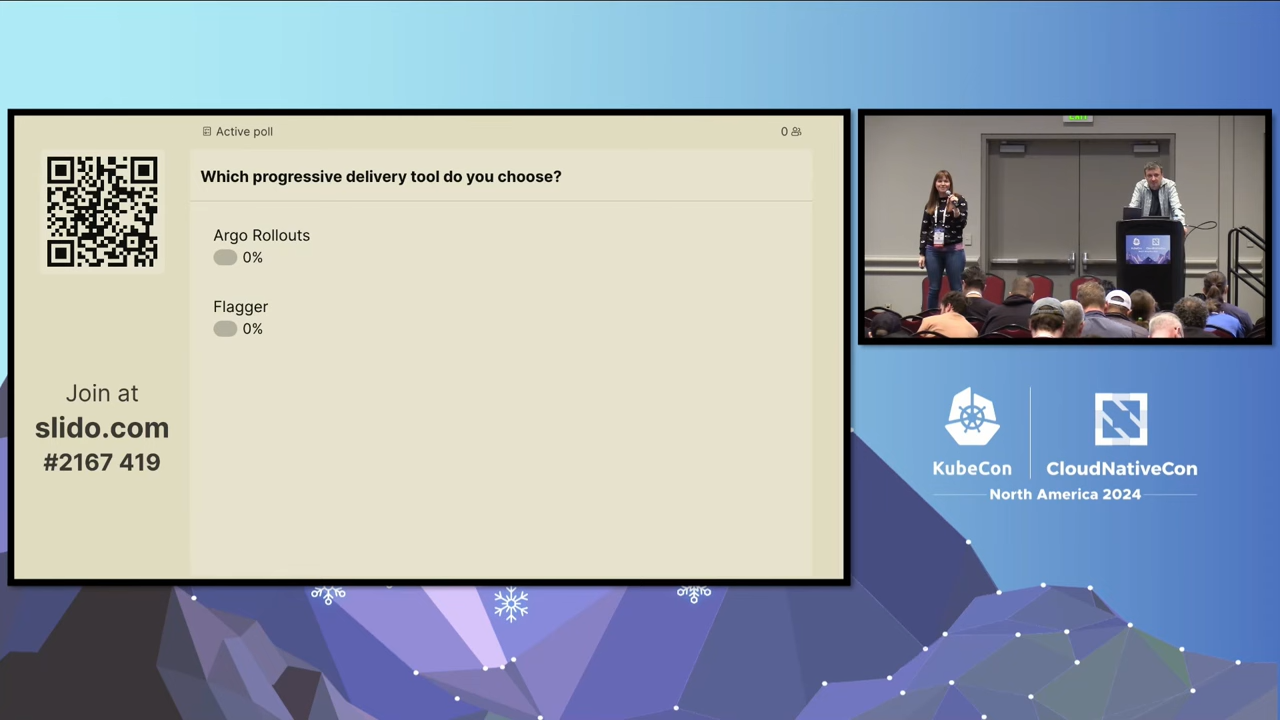 Active poll
0
Which progressive delivery tool do you choose?
Argo Rollouts
0%
Flagger
0%
Join at
slido.com
#2167 419
EXIT
KubeCon
CloudNativeCon
North America 2024